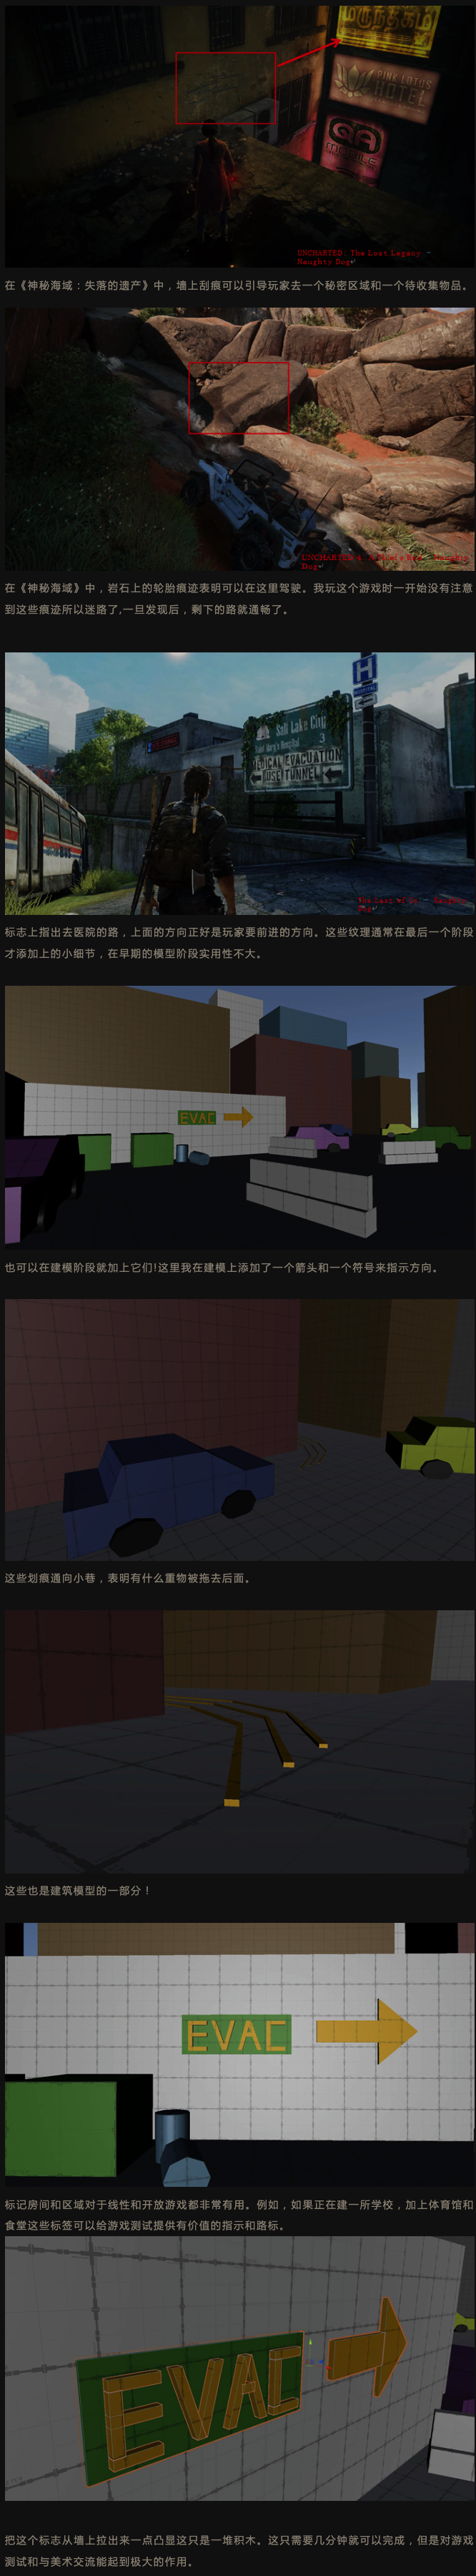 மருந்தகம்
PINK LOTUS
HOTEL
MOBILE
UNCHARTED: The Lost Legacy -
Naughty Dog
在《神秘海域：失落的遗产》中，墙上刮痕可以引导玩家去一个秘密区域和一个待收集物品。
UNCHARTED 4:
Dog
在《神秘海域》中，岩石上的轮胎痕迹表明可以在这里驾驶。我玩这个游戏时一开始没有注意
到这些痕迹所以迷路了,一旦发现后，剩下的路就通畅了。
H
HOSPITAL
Salt Lake City
Saint Mary's Hospital
3
MEDICAL EVACUATION
USE TUNNEL
The Last of Us - Naughty
Dog
标志上指出去医院的路，上面的方向正好是玩家要前进的方向。这些纹理通常在最后一个阶段
才添加上的小细节，在早期的模型阶段实用性不大。
EVAC
也可以在建模阶段就加上它们!这里我在建模上添加了一个箭头和一个符号来指示方向。
这些划痕通向小巷，表明有什么重物被拖去后面。
这些也是建筑模型的一部分！
EVAC
标记房间和区域对于线性和开放游戏都非常有用。例如，如果正在建一所学校，加上体育馆和
食堂这些标签可以给游戏测试提供有价值的指示和路标。
EVAC
把这个标志从墙上拉出来一点凸显这只是一堆积木。这只需要几分钟就可以完成，但是对游戏
测试和与美术交流能起到极大的作用。